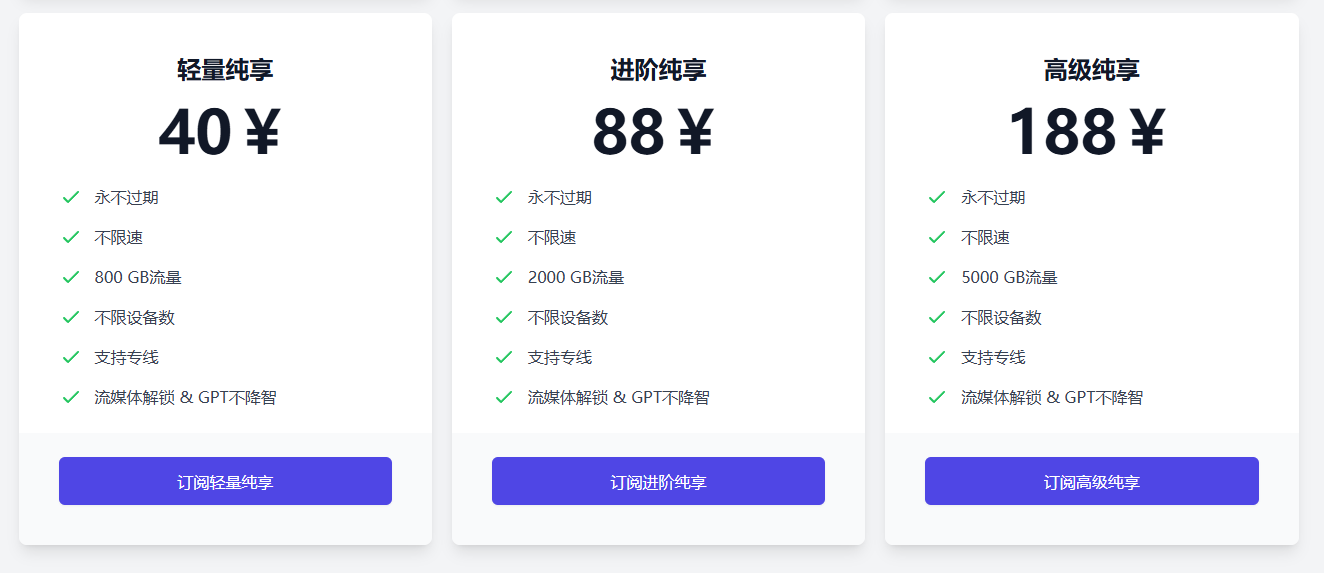 轻量纯享
40￥
永不过期
不限速
800 GB流量
不限设备数
支持专线
流媒体解锁 & GPT不降智
订阅轻量纯享
进阶纯享
88￥
永不过期
不限速
2000 GB流量
不限设备数
支持专线
流媒体解锁 & GPT不降智
订阅进阶纯享
高级纯享
188￥
永不过期
不限速
5000 GB流量
不限设备数
支持专线
流媒体解锁 & GPT不降智
订阅高级纯享